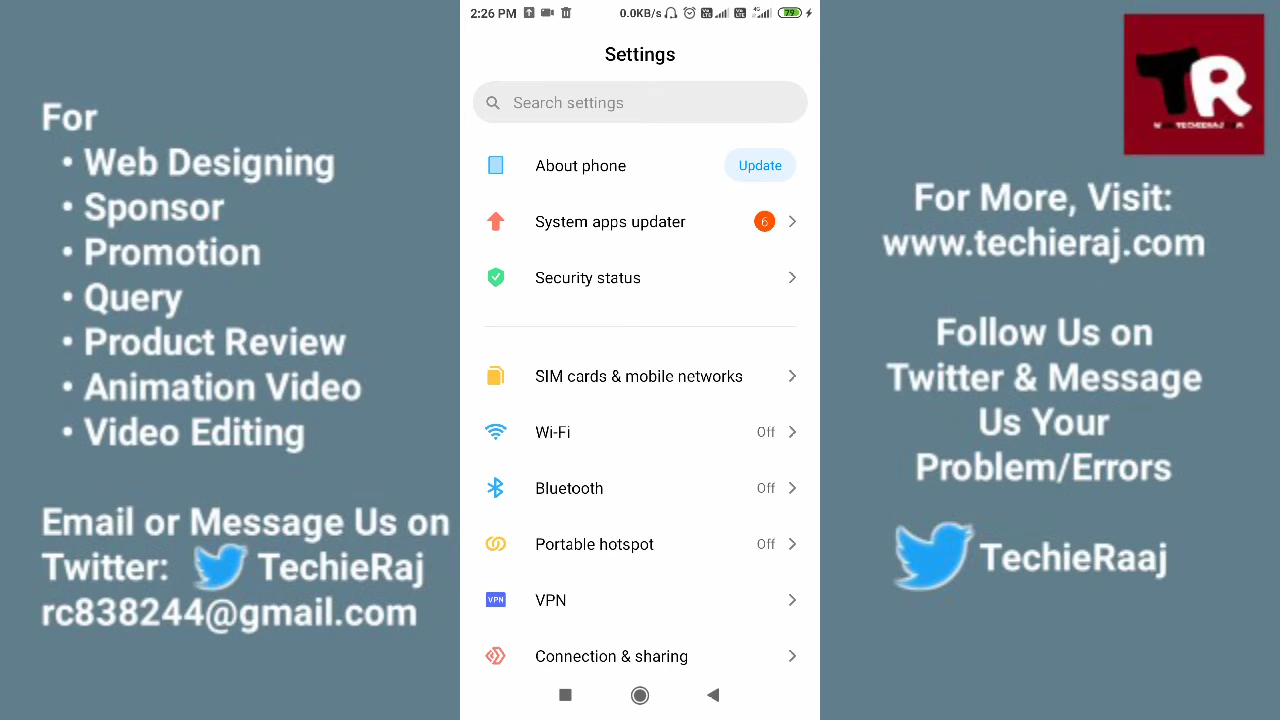 For
• Web Designing
• Sponsor
• Promotion
• Query
• Product Review
• Animation Video
• Video Editing
Email or Message Us on
Twitter: TechieRaj
rc838244@gmail.com
2:26 PM 0.0KB/s 4G 79
Settings
Search settings
About phone Update
System apps updater 6
Security status
SIM cards & mobile networks
Wi-Fi Off
Bluetooth Off
Portable hotspot Off
VPN VPN
Connection & sharing
TR
For More, Visit:
www.techieraj.com
Follow Us on
Twitter & Message
Us Your
Problem/Errors
TechieRaaj